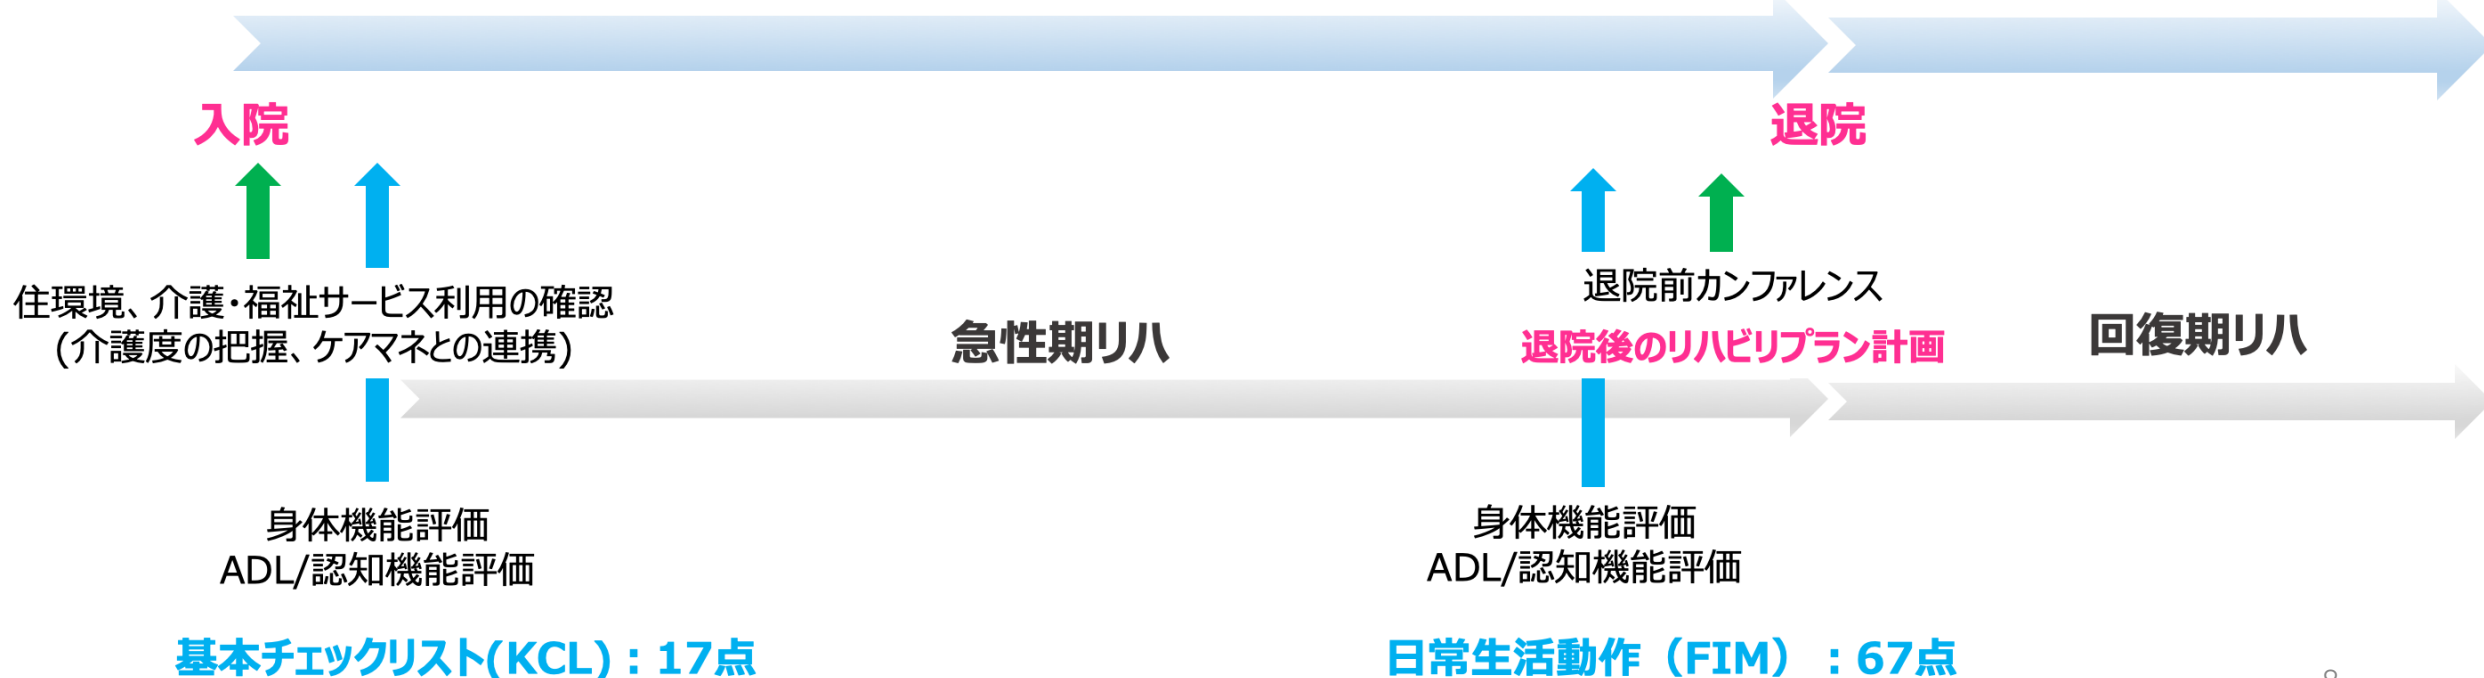 入院
退院
住環境、介護・福祉サービス利用の確認
(介護度の把握、ケアマネとの連携)
急性期リハ
退院前カンファレンス
退院後のリハビリプラン計画
回復期リハ
身体機能評価
ADL/認知機能評価
身体機能評価
ADL/認知機能評価
基本チェックリスト(KCL)：17点
日常生活動作（FIM）：67点